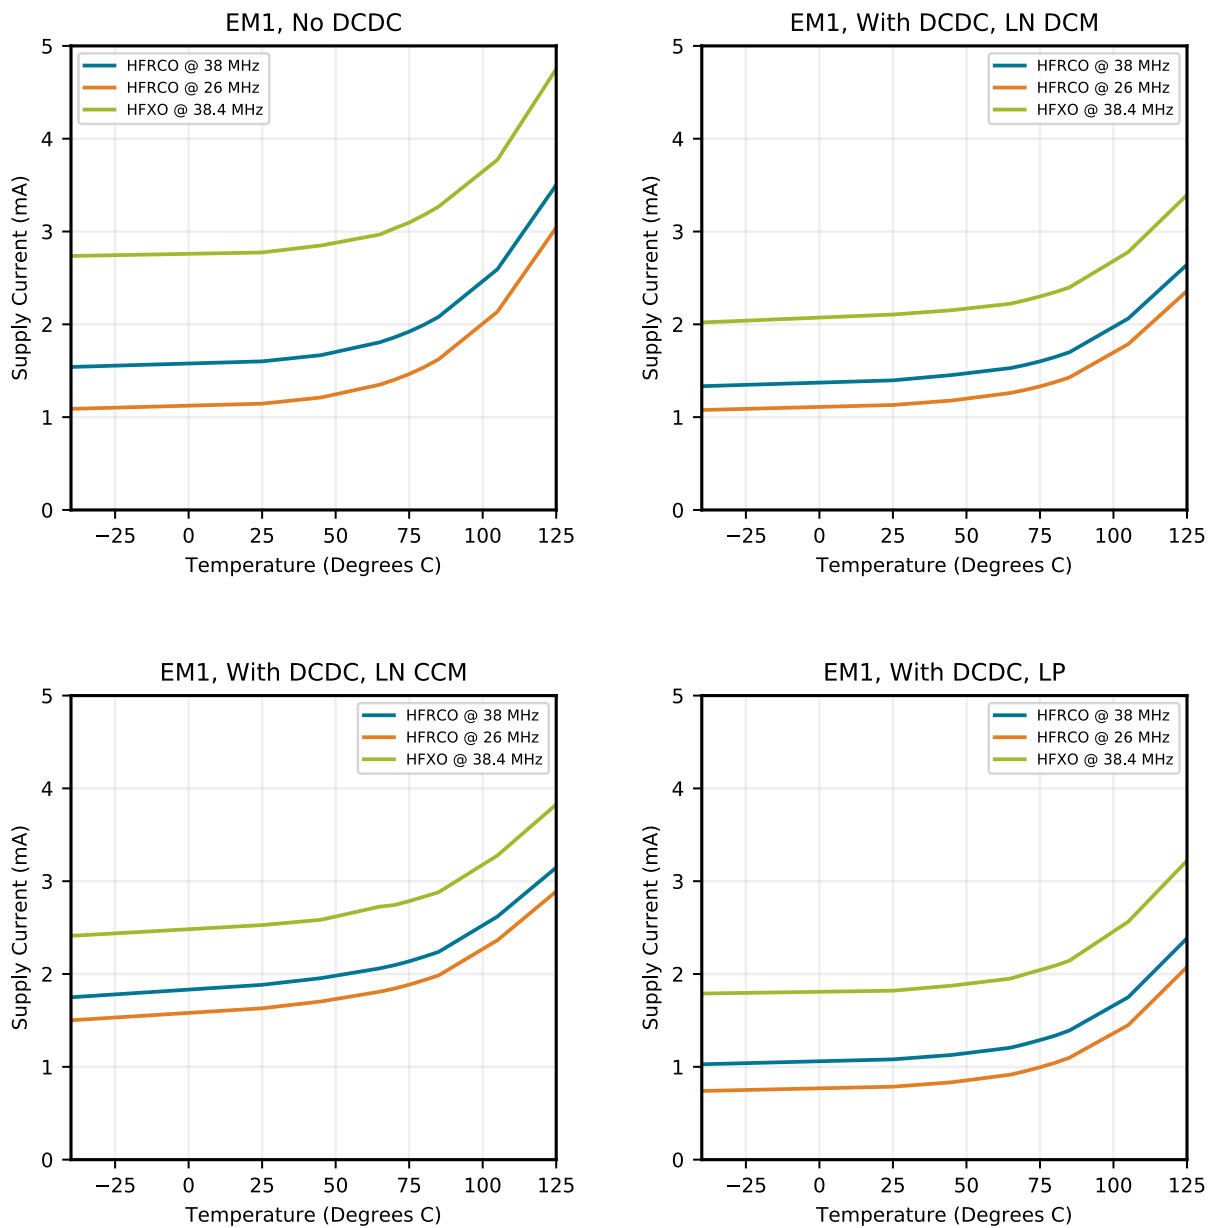 EM1, No DCDC
5
4
3
2
1
0
Supply Current (mA)
HFRCO @ 38 MHz
HFRCO @ 26 MHz
HFXO @ 38.4 MHz
−25 0 25 50 75 100 125
Temperature (Degrees C)
EM1, With DCDC, LN DCM
5
4
3
2
1
0
Supply Current (mA)
HFRCO @ 38 MHz
HFRCO @ 26 MHz
HFXO @ 38.4 MHz
−25 0 25 50 75 100 125
Temperature (Degrees C)
EM1, With DCDC, LN CCM
5
4
3
2
1
0
Supply Current (mA)
HFRCO @ 38 MHz
HFRCO @ 26 MHz
HFXO @ 38.4 MHz
−25 0 25 50 75 100 125
Temperature (Degrees C)
EM1, With DCDC, LP
5
4
3
2
1
0
Supply Current (mA)
HFRCO @ 38 MHz
HFRCO @ 26 MHz
HFXO @ 38.4 MHz
−25 0 25 50 75 100 125
Temperature (Degrees C)